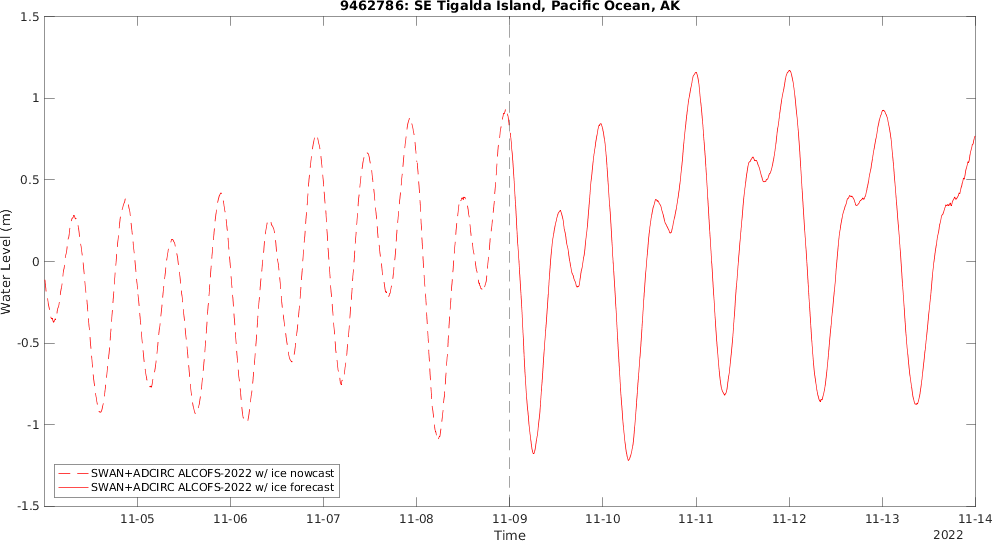 9462786: SE Tigalda Island, Pacific Ocean, AK
1.5
1
0.5
0
-0.5
-1
-1.5
Water Level (m)
SWAN+ADCIRC ALCOFS-2022 w/ ice nowcast
SWAN+ADCIRC ALCOFS-2022 w/ ice forecast
11-05 11-06 11-07 11-08 11-09 11-10 11-11 11-12 11-13 11-14
Time
2022